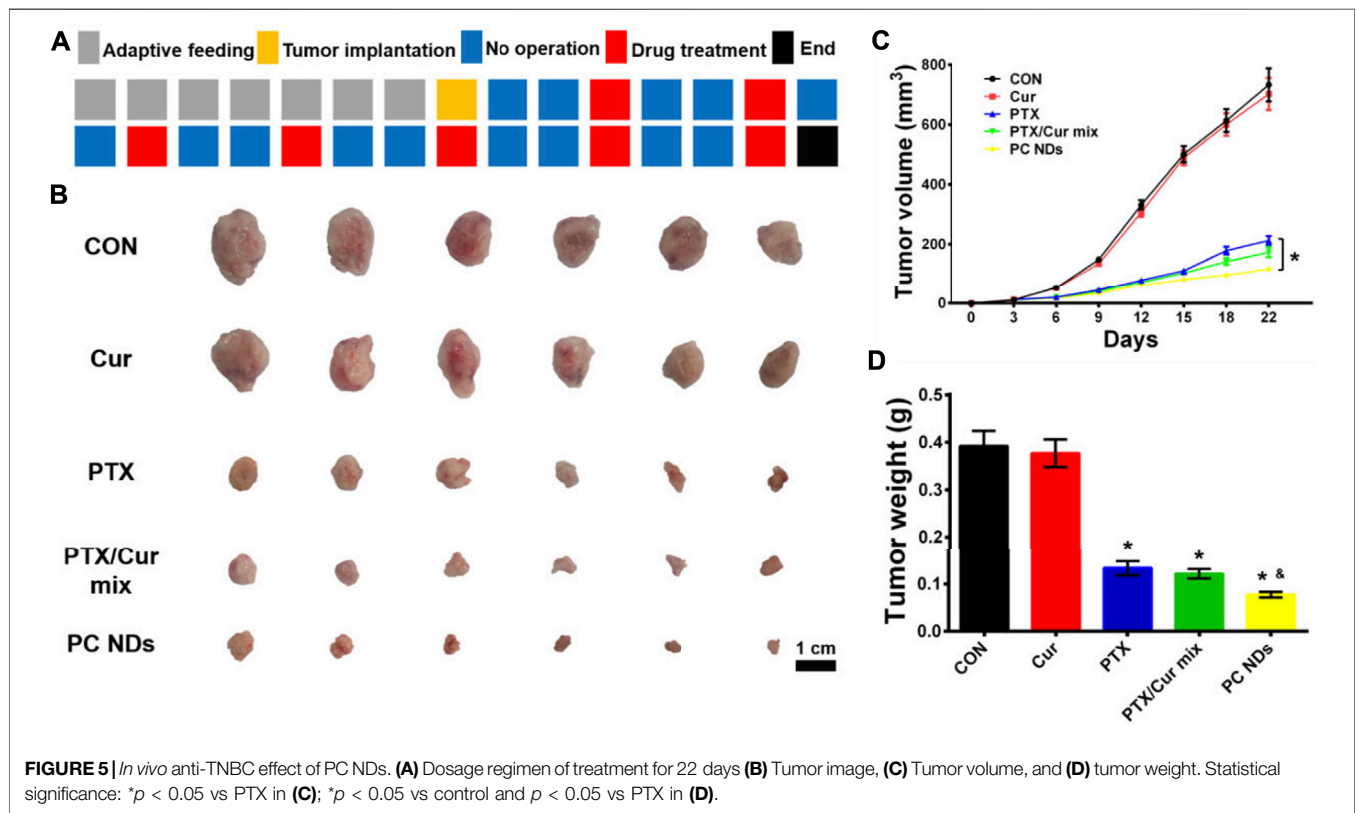 A
Adaptive feeding Tumor implantation No operation Drug treatment End
B
CON
Cur
PTX
PTX/Cur
mix
PC NDs
1 cm
C
Tumor volume (mm³)
800
600
400
200
0
CON
Cur
PTX
PTX/Cur mix
PC NDs
*
0 3 6 9 12 15 18 22
Days
D
Tumor weight (g)
0.5
0.4
0.3
0.2
0.1
0.0
* * * &
CON Cur PTX PTX/Cur mix PC NDs
FIGURE 5 | In vivo anti-TNBC effect of PC NDs. (A) Dosage regimen of treatment for 22 days (B) Tumor image, (C) Tumor volume, and (D) tumor weight. Statistical
significance: *p < 0.05 vs PTX in (C); *p < 0.05 vs control and p < 0.05 vs PTX in (D).